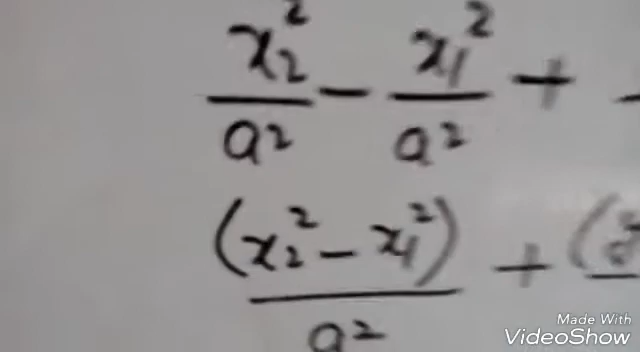 x₂²/a² - x₁²/a² +
(x₂² - x₁²)/a² + (
Made With
VideoShow